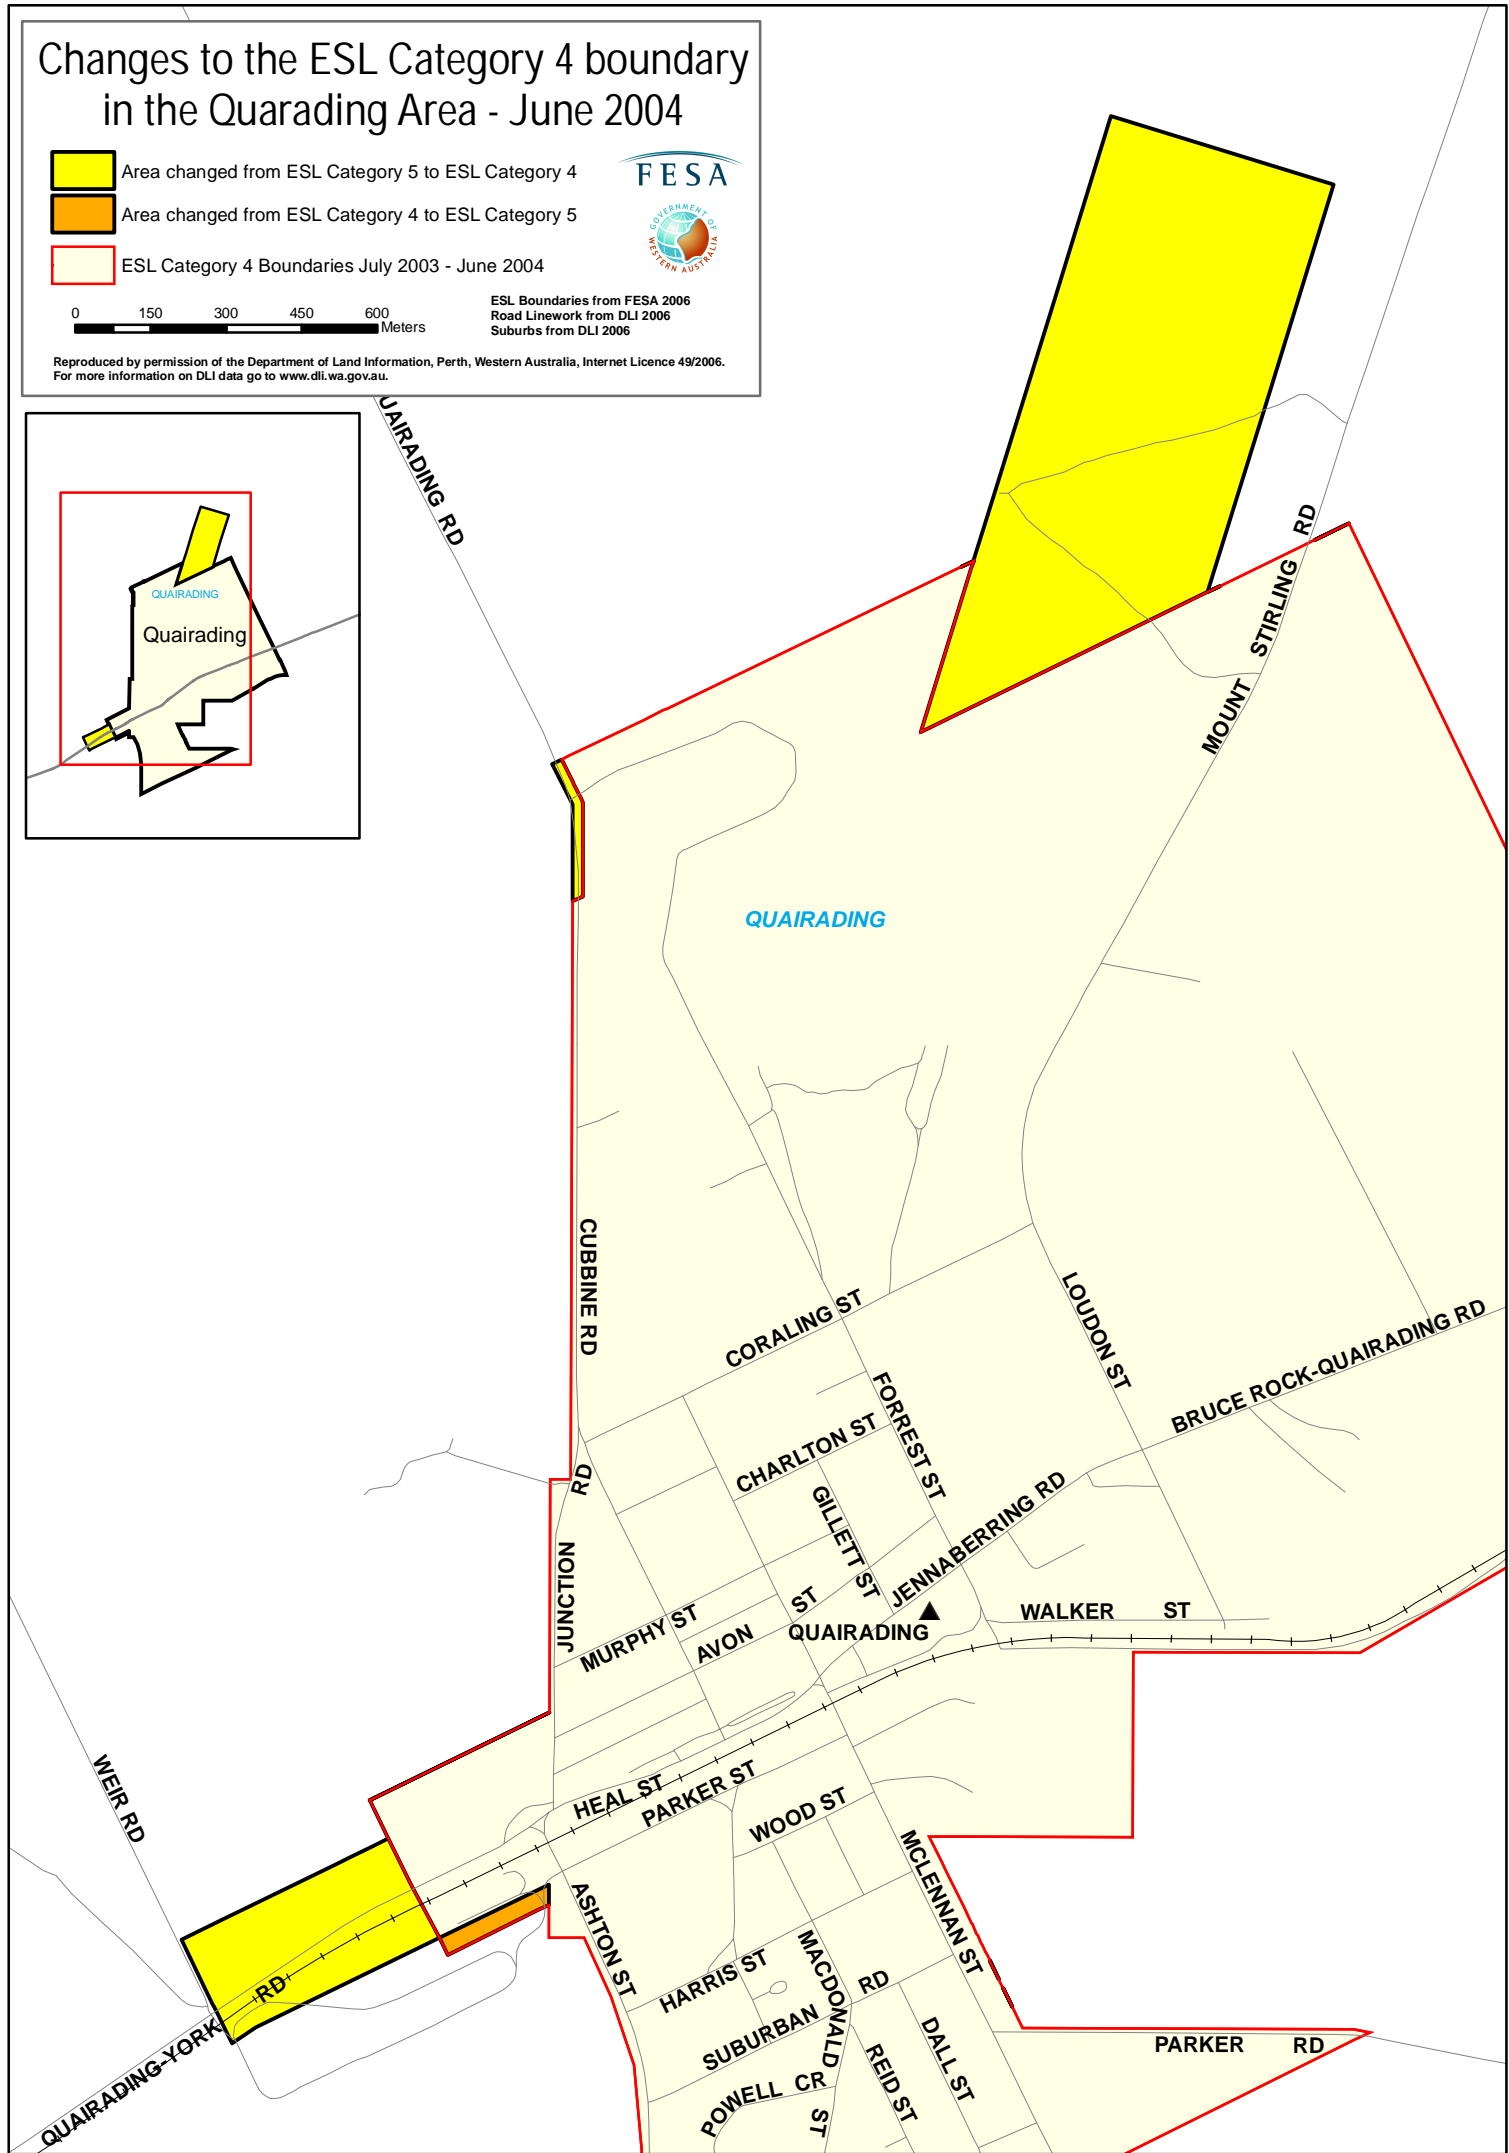 Changes to the ESL Category 4 boundary
in the Quarading Area - June 2004
Area changed from ESL Category 5 to ESL Category 4
Area changed from ESL Category 4 to ESL Category 5
ESL Category 4 Boundaries July 2003 - June 2004
FESA
GOVERNMENT OF
WESTERN AUSTRALIA
0 150 300 450 600
Meters
ESL Boundaries from FESA 2006
Road Linework from DLI 2006
Suburbs from DLI 2006
Reproduced by permission of the Department of Land Information, Perth, Western Australia, Internet Licence 49/2006.
For more information on DLI data go to www.dli.wa.gov.au.
UAIRADING RD
QUAIRADING
Quairading
MOUNT STIRLING RD
QUAIRADING
CUBBINE RD
CORALING ST
LOUDON ST
BRUCE ROCK-QUAIRADING RD
FORREST ST
CHARLTON ST
GILLETT ST
JENNABERRING RD
JUNCTION RD
MURPHY ST
AVON ST
QUAIRADING
WALKER ST
WEIR RD
HEAL ST
PARKER ST
WOOD ST
MCLENNAN ST
ASHTON ST
HARRIS ST
MACDONALD ST
SUBURBAN RD
DALL ST
REID ST
POWELL CR
PARKER RD
QUAIRADING-YORK RD